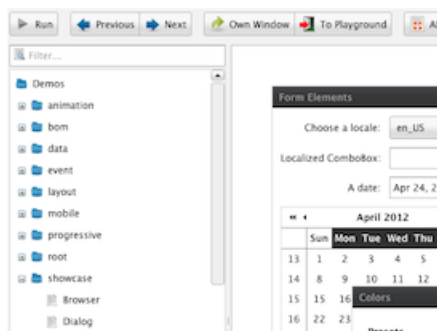 Run Previous Next Own Window To Playground
Filter...
Demos
animation
bom
data
event
layout
mobile
progressive
root
showcase
Browser
Dialog
Form Elements
Choose a locale: en_US
Localized ComboBox:
A date: Apr 24, 2
April 2012
Sun Mon Tue Wed Thu
13 1 2 3 4 5
14 8 9 10 11 12
15 15 16
16 22 23
Colors